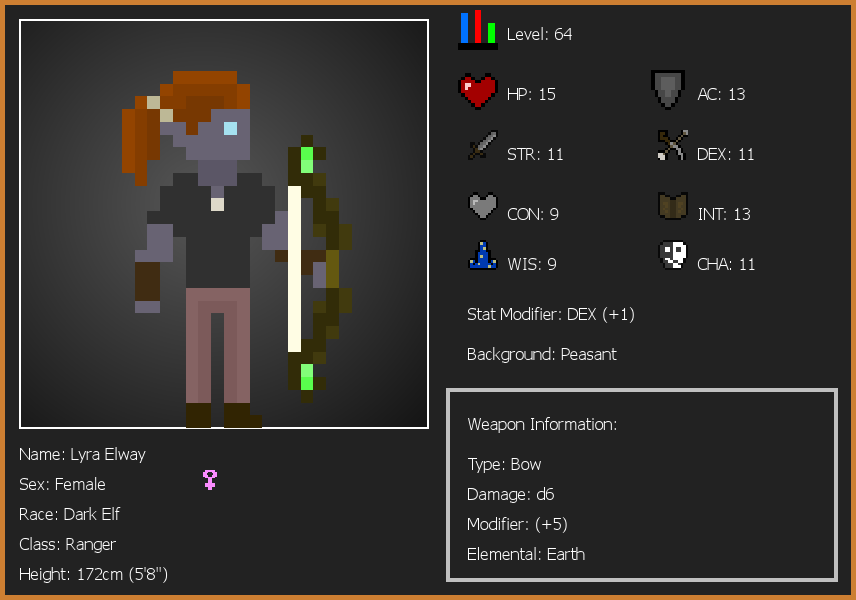 Level: 64
HP: 15
AC: 13
STR: 11
DEX: 11
CON: 9
INT: 13
WIS: 9
CHA: 11
Stat Modifier: DEX (+1)
Background: Peasant
Weapon Information:
Type: Bow
Damage: d6
Modifier: (+5)
Elemental: Earth
Name: Lyra Elway
Sex: Female
Race: Dark Elf
Class: Ranger
Height: 172cm (5'8")